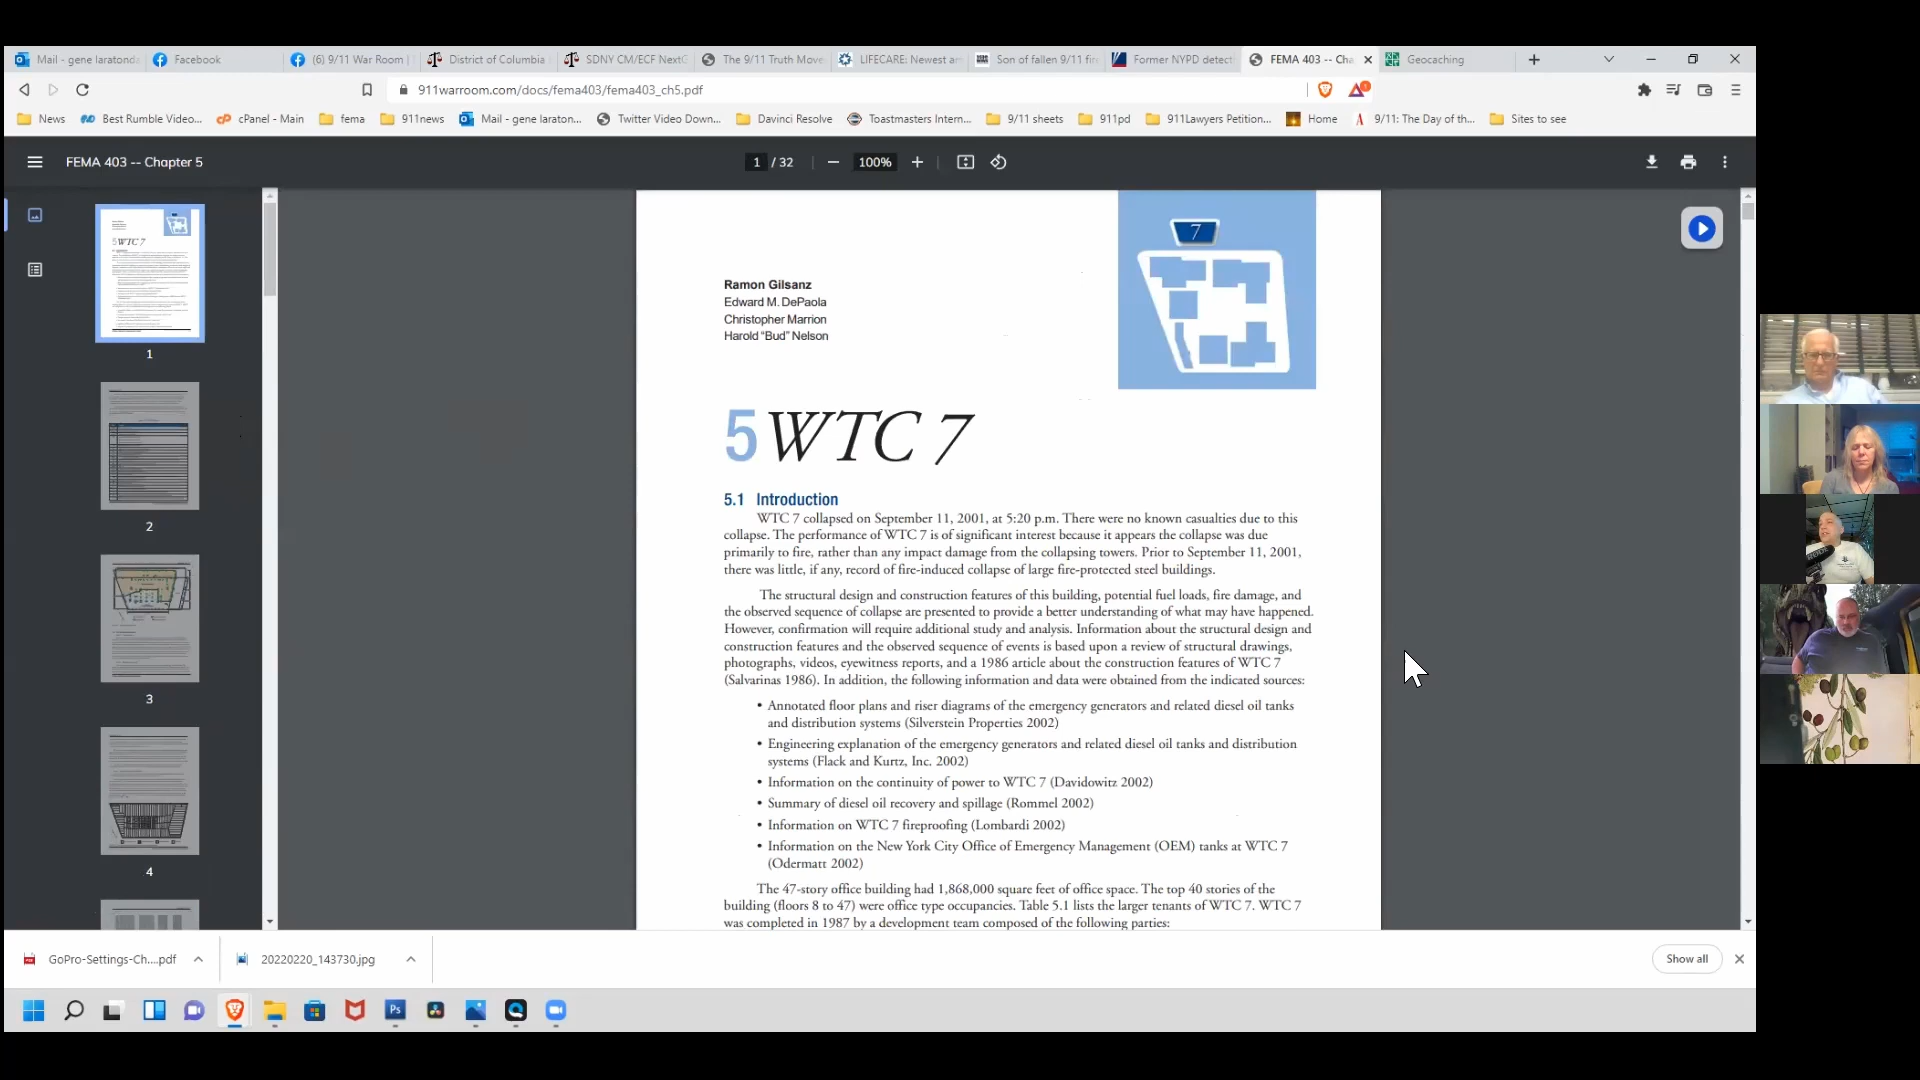 Mail - gene laratonda
Facebook
(6) 9/11 War Room |
District of Columbia
SDNY CM/ECF NextG
The 9/11 Truth Move
LIFECARE: Newest ar
Son of fallen 9/11 fir
Former NYPD detecti
FEMA 403 -- Cha
Geocaching
911warroom.com/docs/fema403/fema403_ch5.pdf
News
Best Rumble Video...
cPanel - Main
fema
911news
Mail - gene laraton...
Twitter Video Down...
Davinci Resolve
Toastmasters Intern...
9/11 sheets
911pd
911Lawyers Petition...
Home
9/11: The Day of th...
Sites to see
FEMA 403 -- Chapter 5
1 / 32
100%
1
2
3
4
7
Ramon Gilsanz
Edward M. DePaola
Christopher Marrion
Harold “Bud” Nelson
5 WTC 7
5.1 Introduction
WTC 7 collapsed on September 11, 2001, at 5:20 p.m. There were no known casualties due to this
collapse. The performance of WTC 7 is of significant interest because it appears the collapse was due
primarily to fire, rather than any impact damage from the collapsing towers. Prior to September 11, 2001,
there was little, if any, record of fire-induced collapse of large fire-protected steel buildings.
The structural design and construction features of this building, potential fuel loads, fire damage, and
the observed sequence of collapse are presented to provide a better understanding of what may have happened.
However, confirmation will require additional study and analysis. Information about the structural design and
construction features and the observed sequence of events is based upon a review of structural drawings,
photographs, videos, eyewitness reports, and a 1986 article about the construction features of WTC 7
(Salvarinas 1986). In addition, the following information and data were obtained from the indicated sources:
• Annotated floor plans and riser diagrams of the emergency generators and related diesel oil tanks
and distribution systems (Silverstein Properties 2002)
• Engineering explanation of the emergency generators and related diesel oil tanks and distribution
systems (Flack and Kurtz, Inc. 2002)
• Information on the continuity of power to WTC 7 (Davidowitz 2002)
• Summary of diesel oil recovery and spillage (Rommel 2002)
• Information on WTC 7 fireproofing (Lombardi 2002)
• Information on the New York City Office of Emergency Management (OEM) tanks at WTC 7
(Odermatt 2002)
The 47-story office building had 1,868,000 square feet of office space. The top 40 stories of the
building (floors 8 to 47) were office type occupancies. Table 5.1 lists the larger tenants of WTC 7. WTC 7
was completed in 1987 by a development team composed of the following parties:
GoPro-Settings-Ch....pdf
20220220_143730.jpg
Show all
Ps